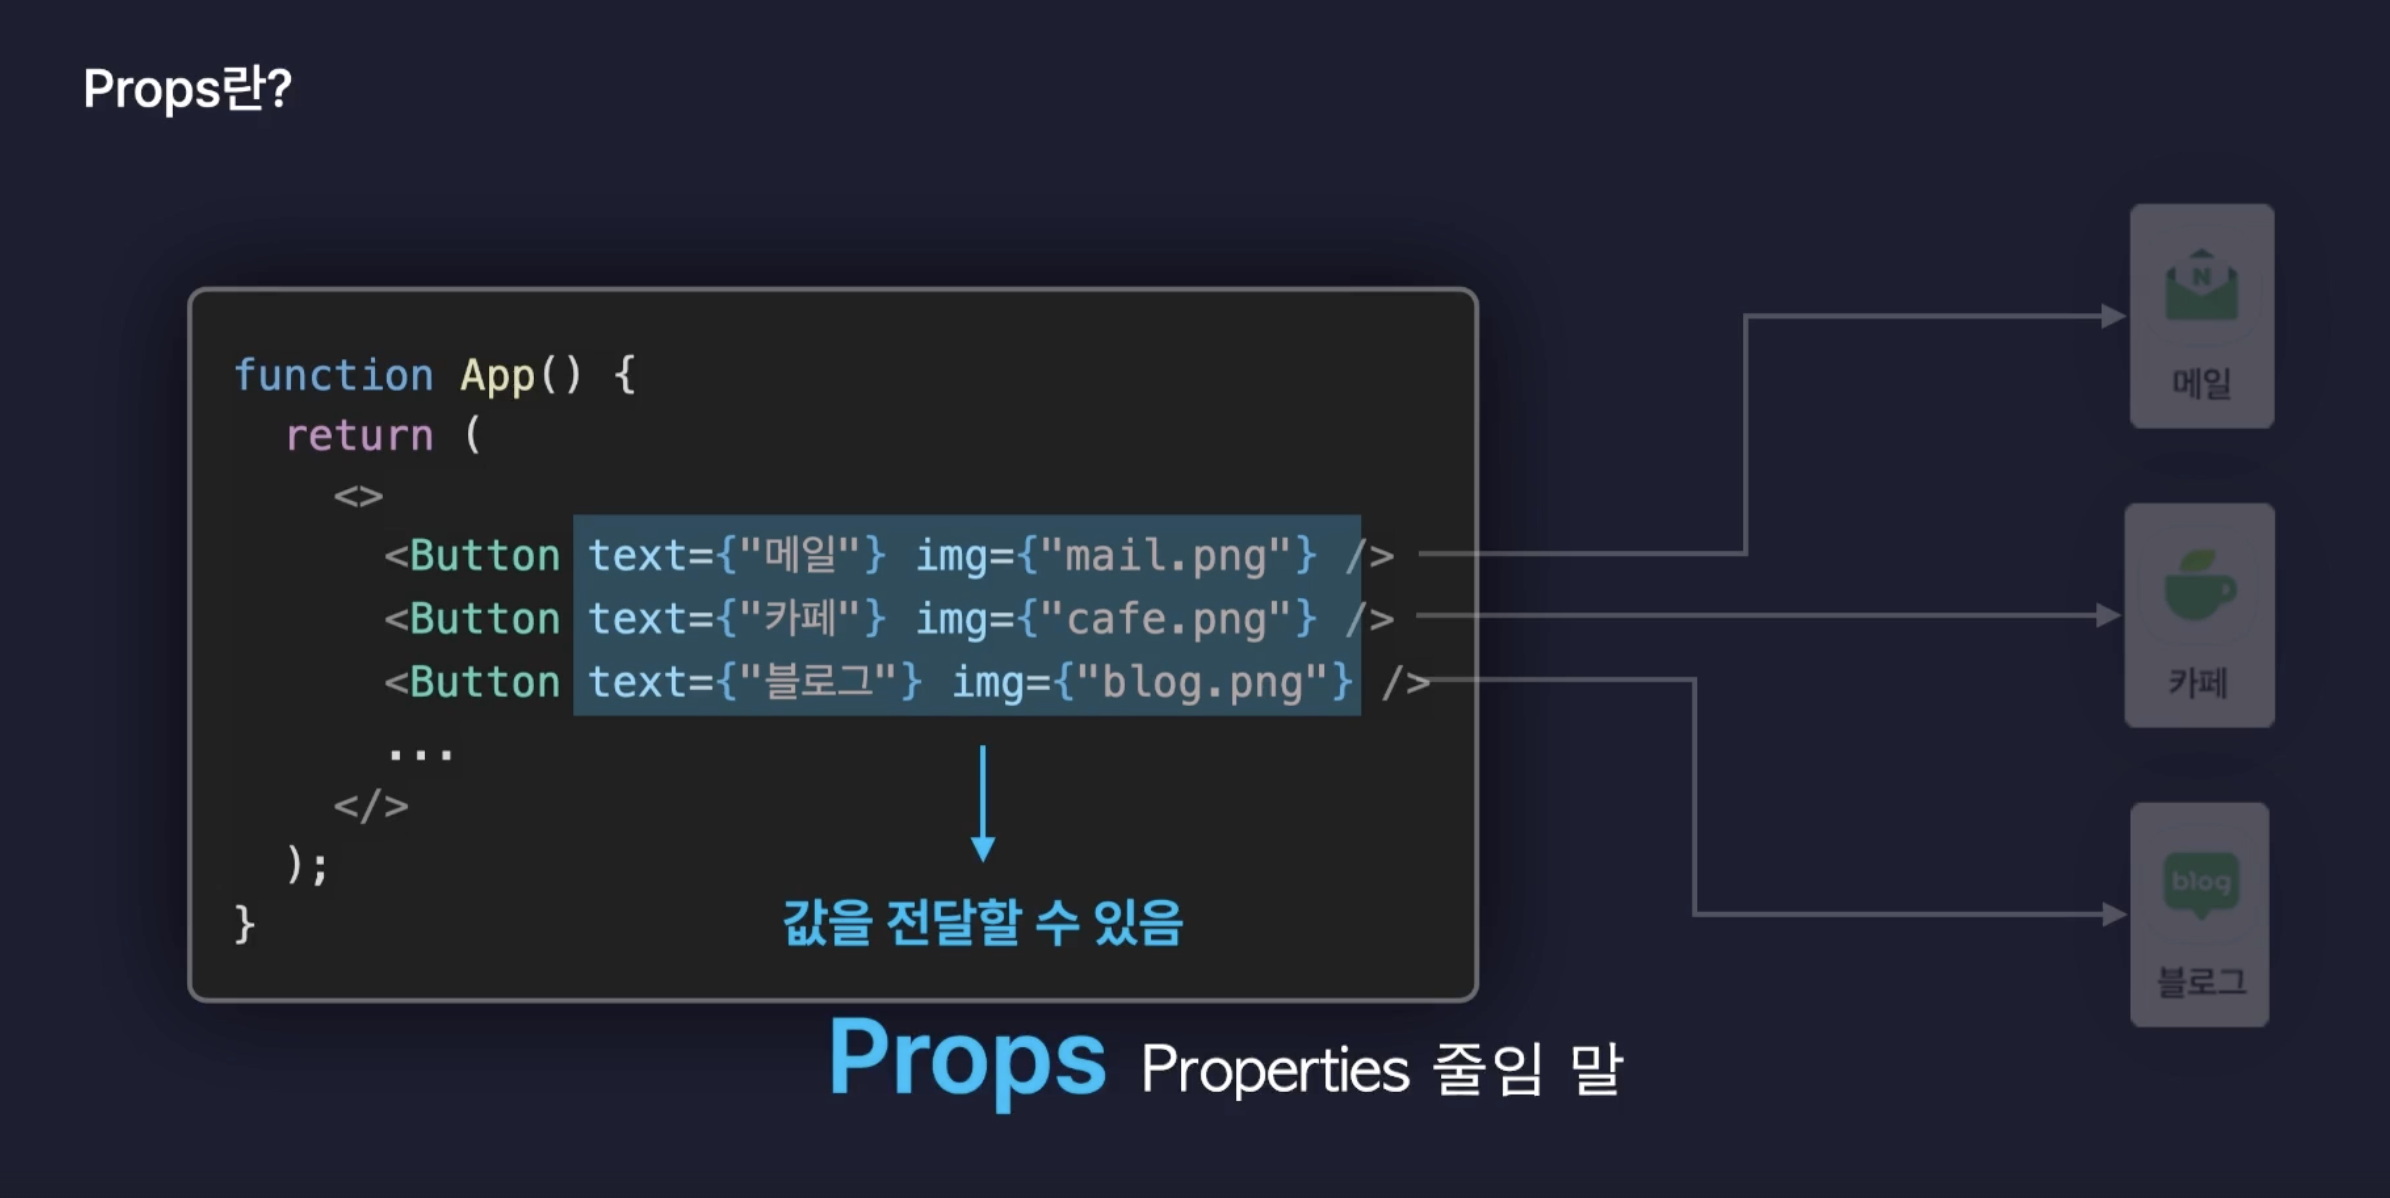 Props란?
function App() {
return (
<>
<Button text={"메일"} img={"mail.png"} />
<Button text={"카페"} img={"cafe.png"} />
<Button text={"블로그"} img={"blog.png"} />
...
</>
);
}
값을 전달할 수 있음
Props Properties 줄임 말
N
메일
카페
blog
블로그